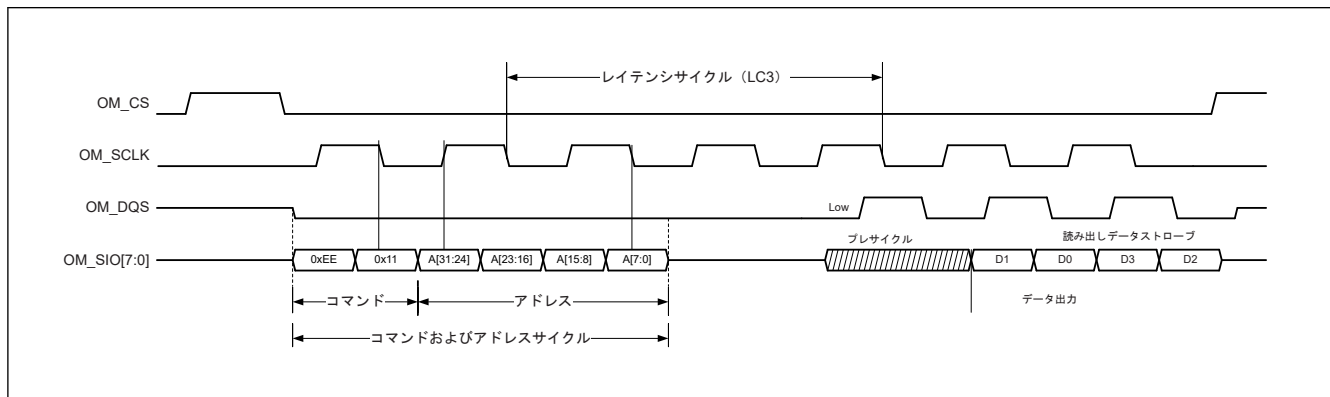 レイテンシサイクル（LC3）
OM_CS
OM_SCLK
OM_DQS
Low
プレサイクル
読み出しデータストローブ
OM_SIO[7:0]
0xEE
0x11
A[31:24]
A[23:16]
A[15:8]
A[7:0]
D1
D0
D3
D2
コマンド
アドレス
データ出力
コマンドおよびアドレスサイクル